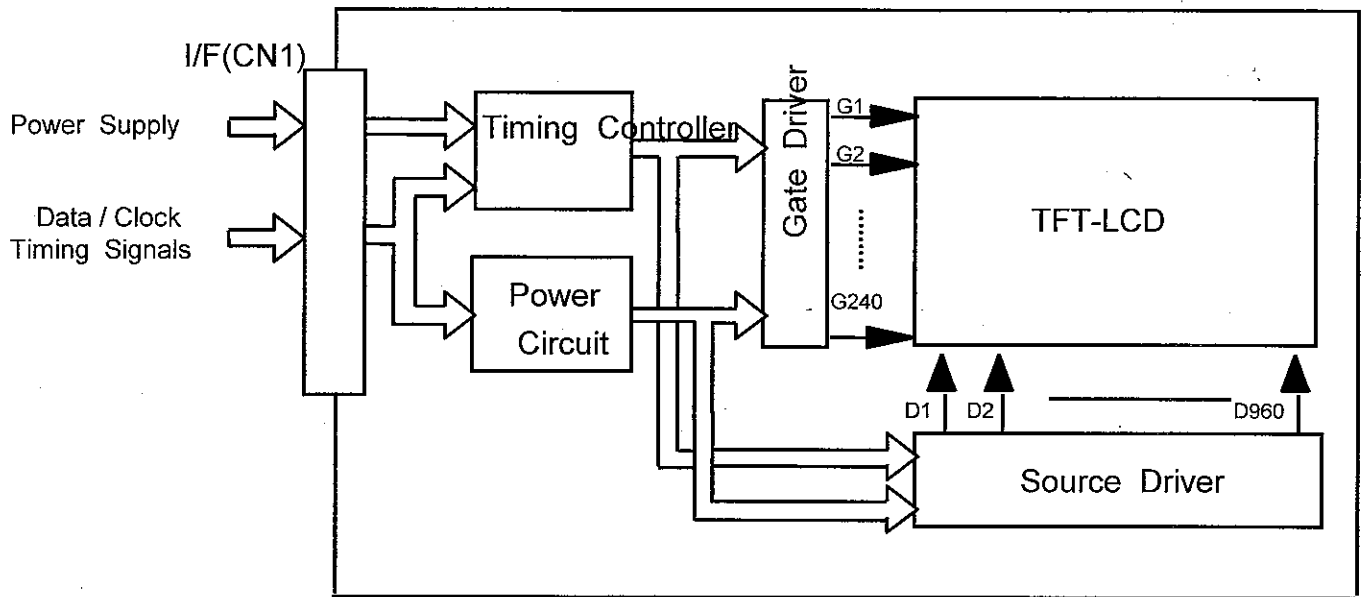 I/F(CN1)
Power Supply
Data / Clock
Timing Signals
Timing Controller
Power
Circuit
Gate Driver
G1
G2
G240
TFT-LCD
D1 D2 D960
Source Driver